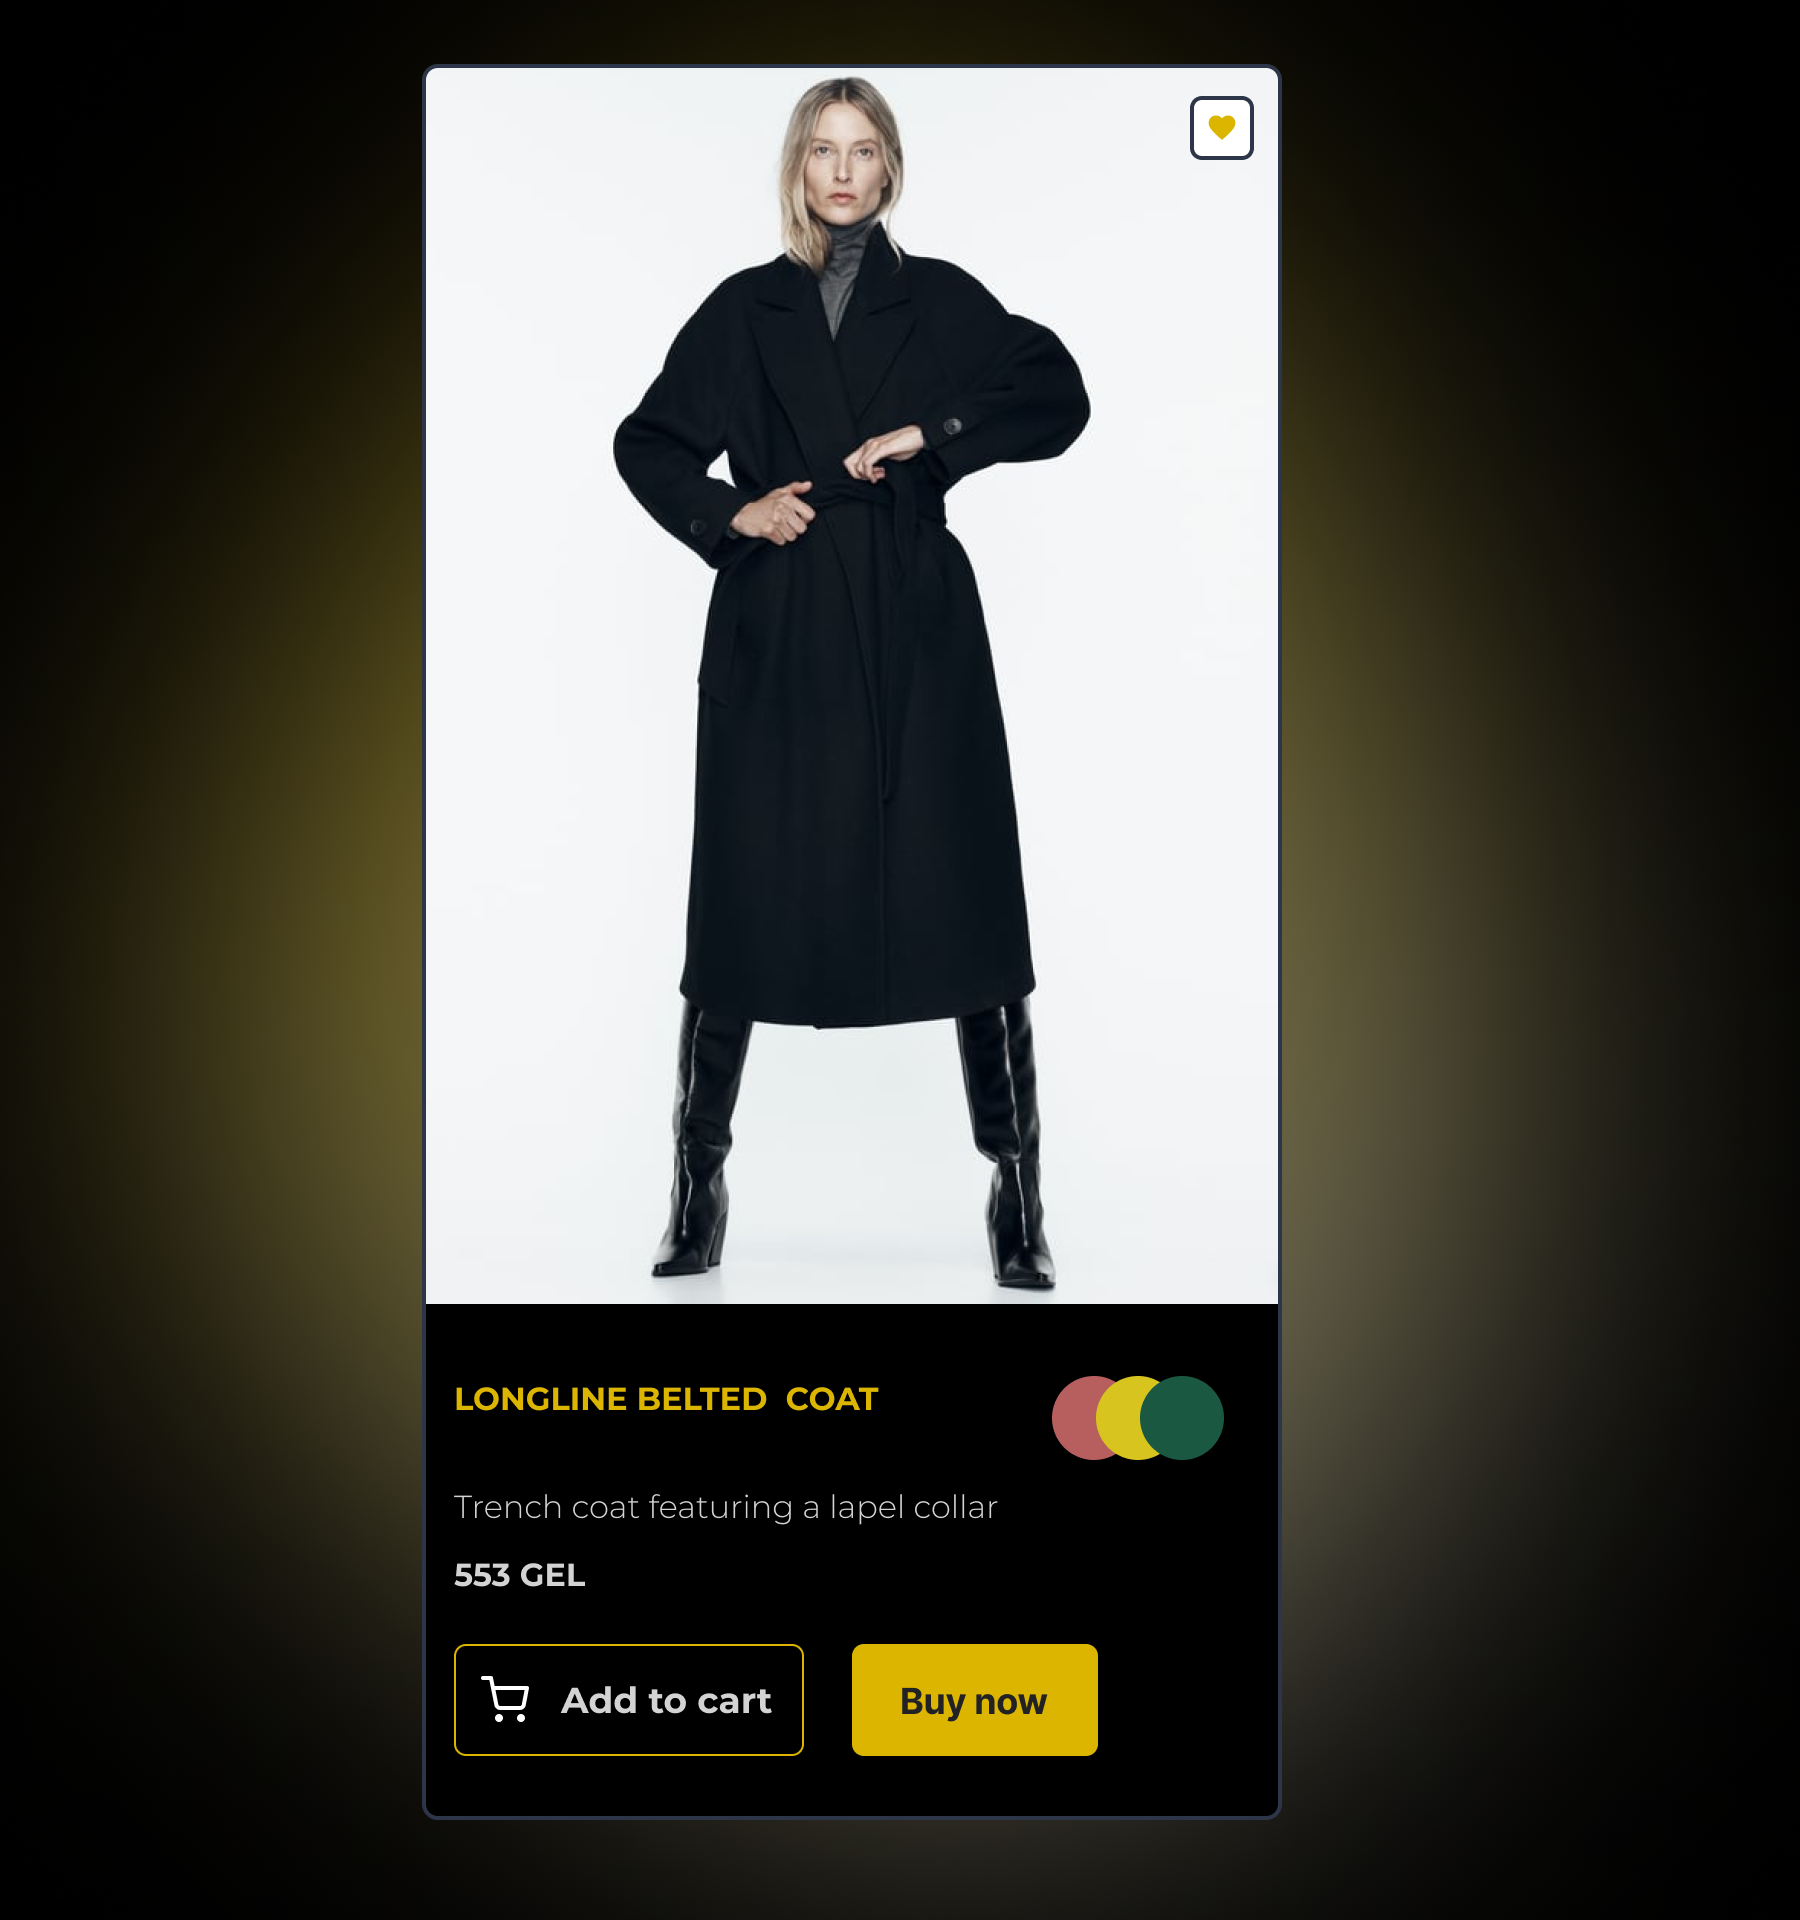 LONGLINE BELTED  COAT
Trench coat featuring a lapel collar
553 GEL
Add to cart
Buy now